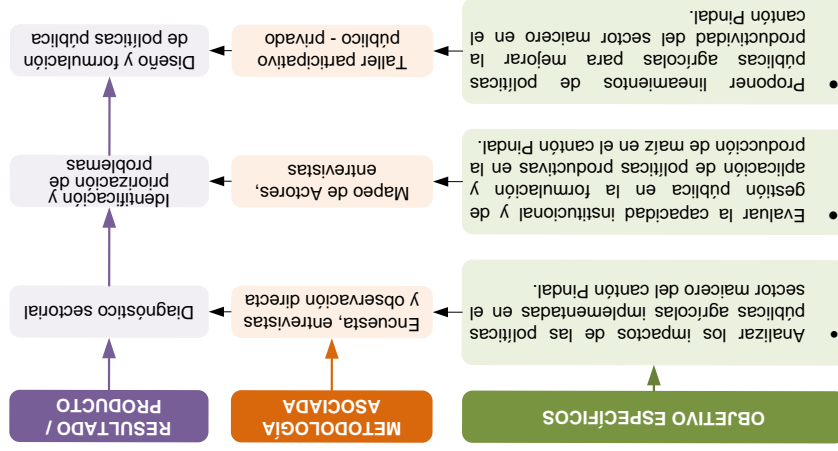 OBJETIVO ESPECÍFICOS
METODOLOGÍA
ASOCIADA
RESULTADO /
PRODUCTO
• Analizar los impactos de las políticas
públicas agrícolas implementadas en el
sector maicero del cantón Pindal.
Encuesta, entrevistas
y observación directa
Diagnóstico sectorial
• Evaluar la capacidad institucional y de
gestión pública en la formulación y
aplicación de políticas productivas en la
producción de maíz en el cantón Pindal.
Mapeo de Actores,
entrevistas
Identificación y
priorización de
problemas
• Proponer lineamientos de políticas
públicas agrícolas para mejorar la
productividad del sector maicero en el
cantón Pindal.
Taller participativo
público - privado
Diseño y formulación
de políticas pública